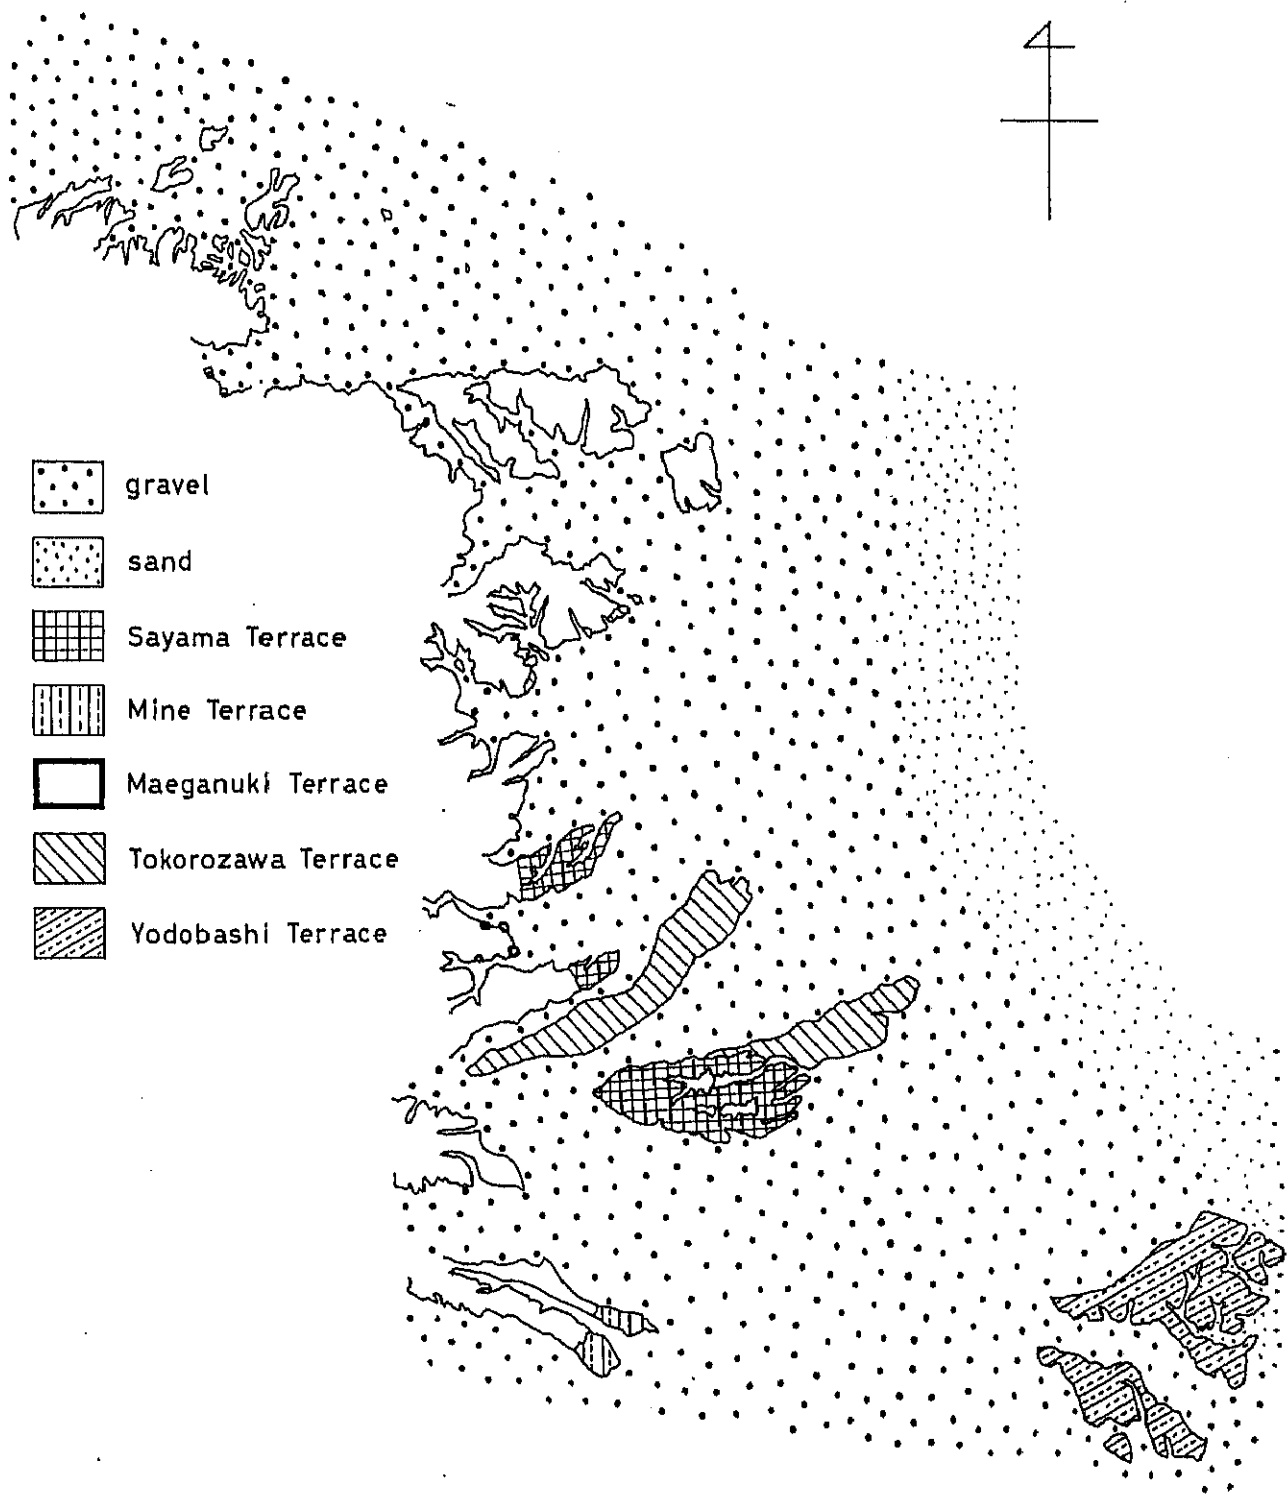 gravel
sand
Sayama Terrace
Mine Terrace
Maeganuki Terrace
Tokorozawa Terrace
Yodobashi Terrace